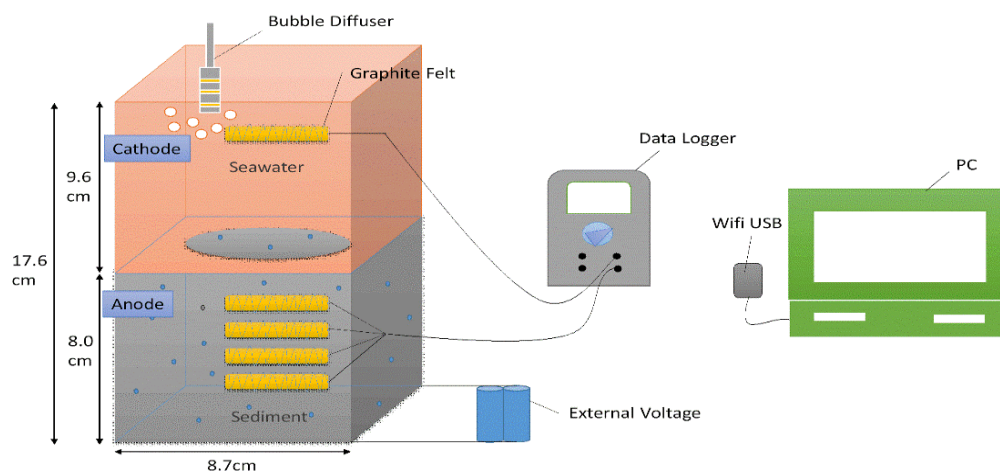 Bubble Diffuser
Graphite Felt
Cathode
Seawater
9.6
cm
17.6
cm
Anode
8.0
cm
Sediment
8.7cm
Data Logger
PC
Wifi USB
External Voltage